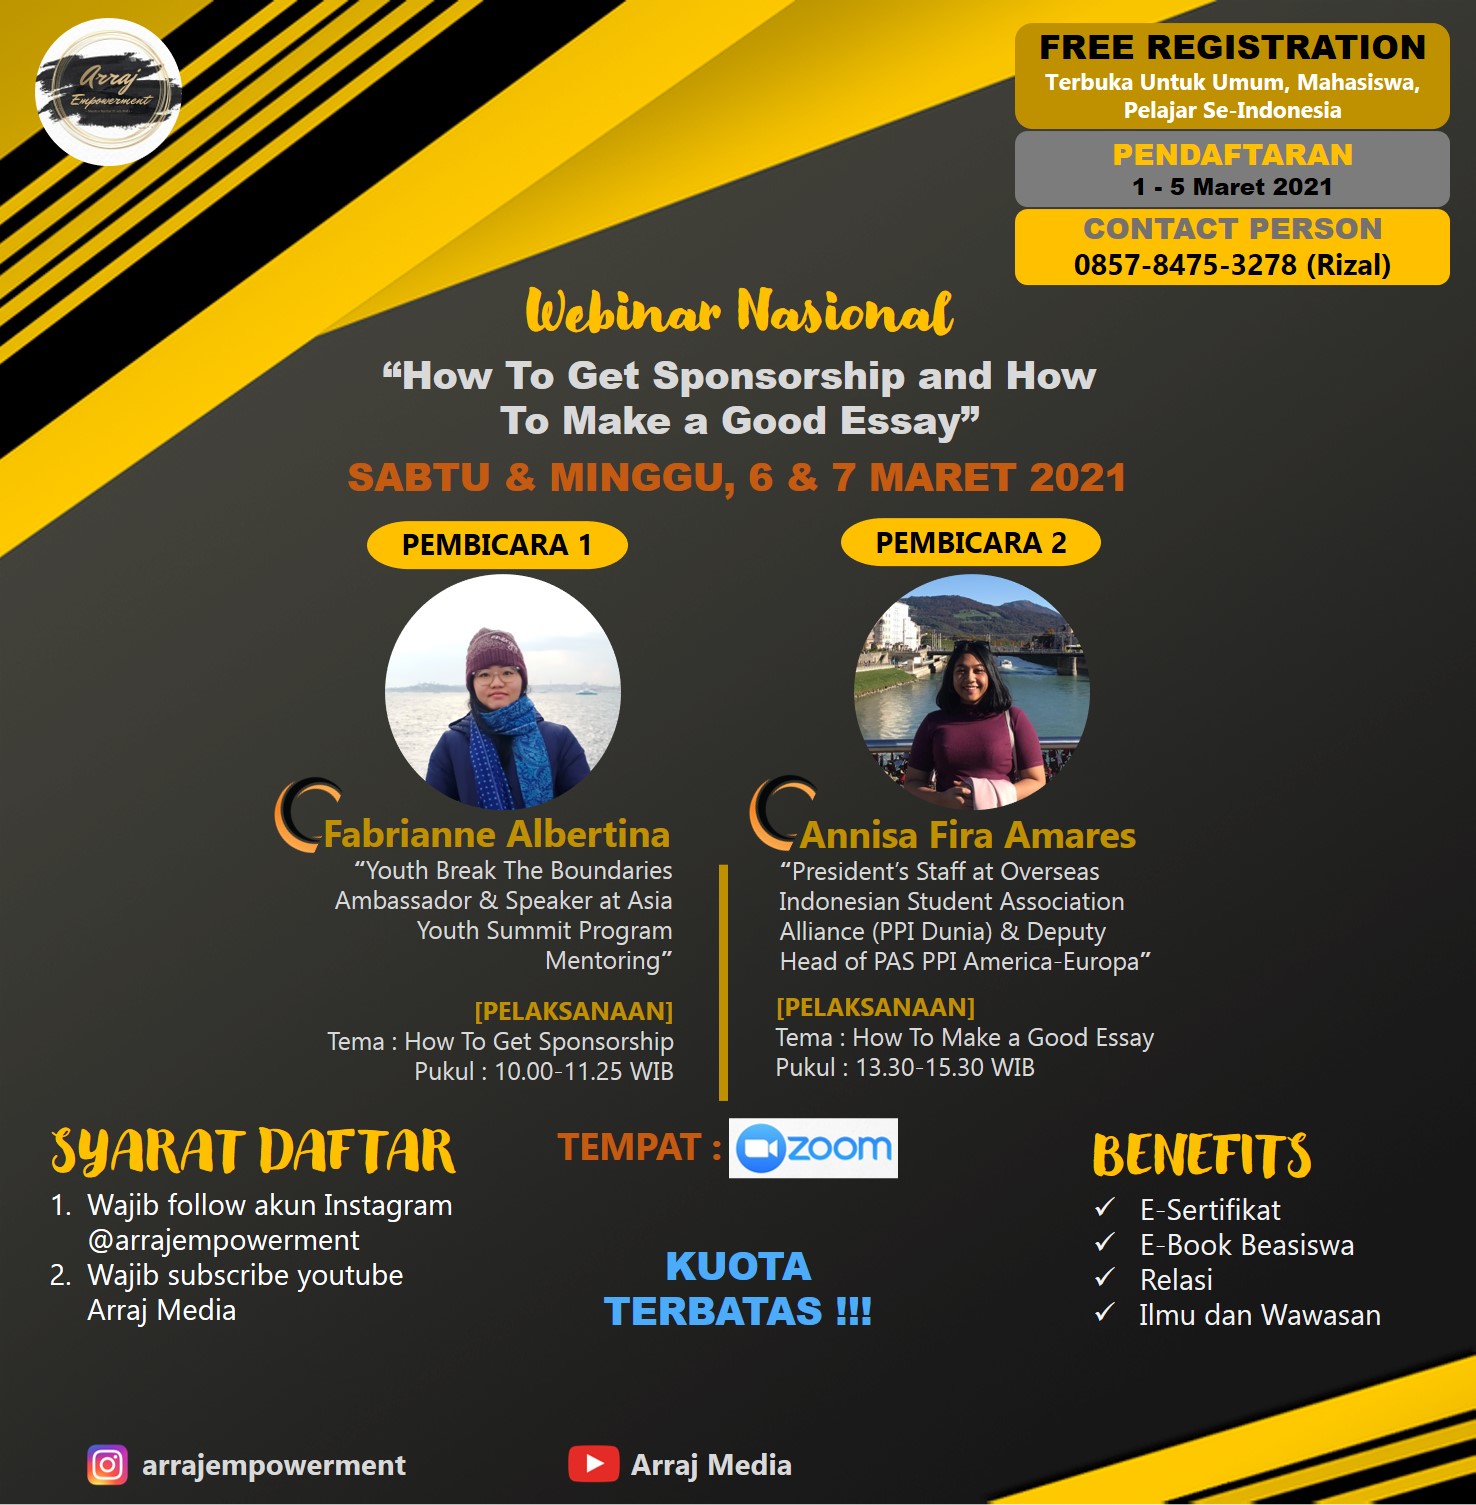 Arraj
Empowerment
FREE REGISTRATION
Terbuka Untuk Umum, Mahasiswa,
Pelajar Se-Indonesia
PENDAFTARAN
1 - 5 Maret 2021
CONTACT PERSON
0857-8475-3278 (Rizal)
Webinar Nasional
“How To Get Sponsorship and How
To Make a Good Essay”
SABTU & MINGGU, 6 & 7 MARET 2021
PEMBICARA 1
Fabrianne Albertina
“Youth Break The Boundaries
Ambassador & Speaker at Asia
Youth Summit Program
Mentoring”
[PELAKSANAAN]
Tema : How To Get Sponsorship
Pukul : 10.00-11.25 WIB
PEMBICARA 2
Annisa Fira Amares
“President’s Staff at Overseas
Indonesian Student Association
Alliance (PPI Dunia) & Deputy
Head of PAS PPI America-Europa”
[PELAKSANAAN]
Tema : How To Make a Good Essay
Pukul : 13.30-15.30 WIB
SYARAT DAFTAR
1. Wajib follow akun Instagram
@arrajempowerment
2. Wajib subscribe youtube
Arraj Media
TEMPAT : zoom
KUOTA
TERBATAS !!!
BENEFITS
✓ E-Sertifikat
✓ E-Book Beasiswa
✓ Relasi
✓ Ilmu dan Wawasan
arrajempowerment
Arraj Media